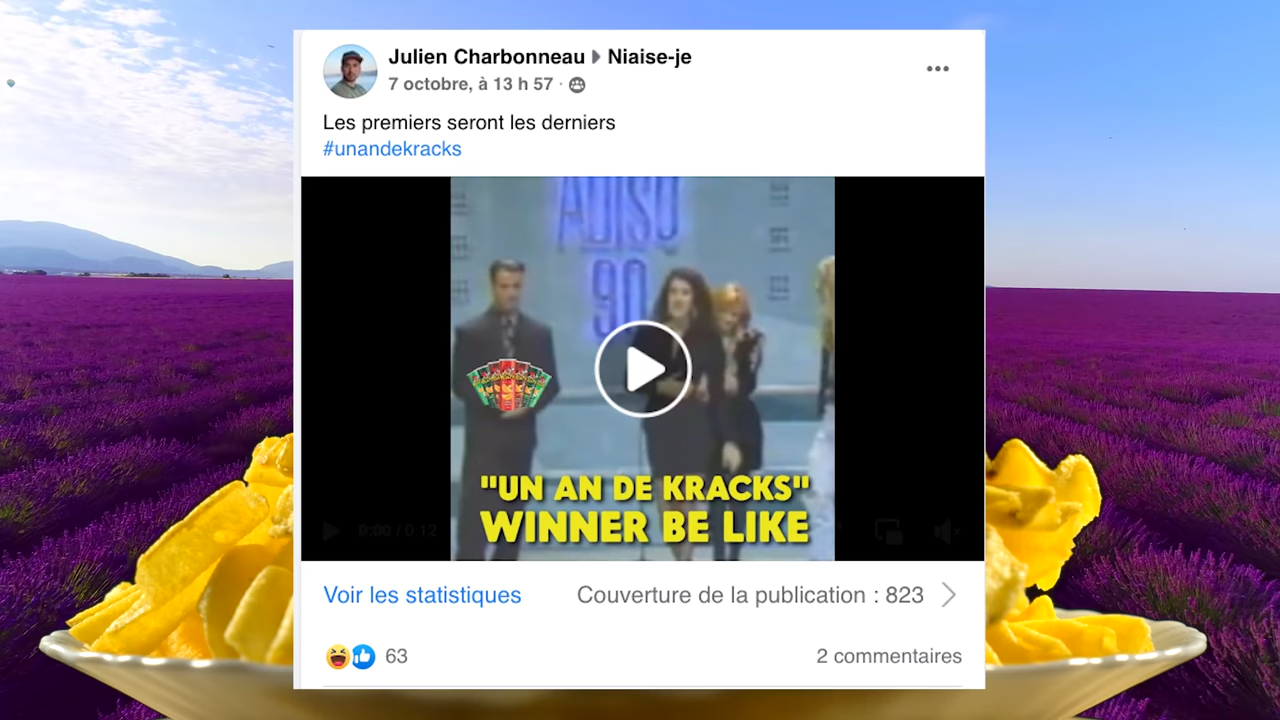 Julien Charbonneau Niaise-je
7 octobre, à 13 h 57 ·
Les premiers seront les derniers
#unandekracks
ADISQ
90
"UN AN DE KRACKS"
WINNER BE LIKE
0:00 / 0:12
Voir les statistiques
Couverture de la publication : 823
63
2 commentaires